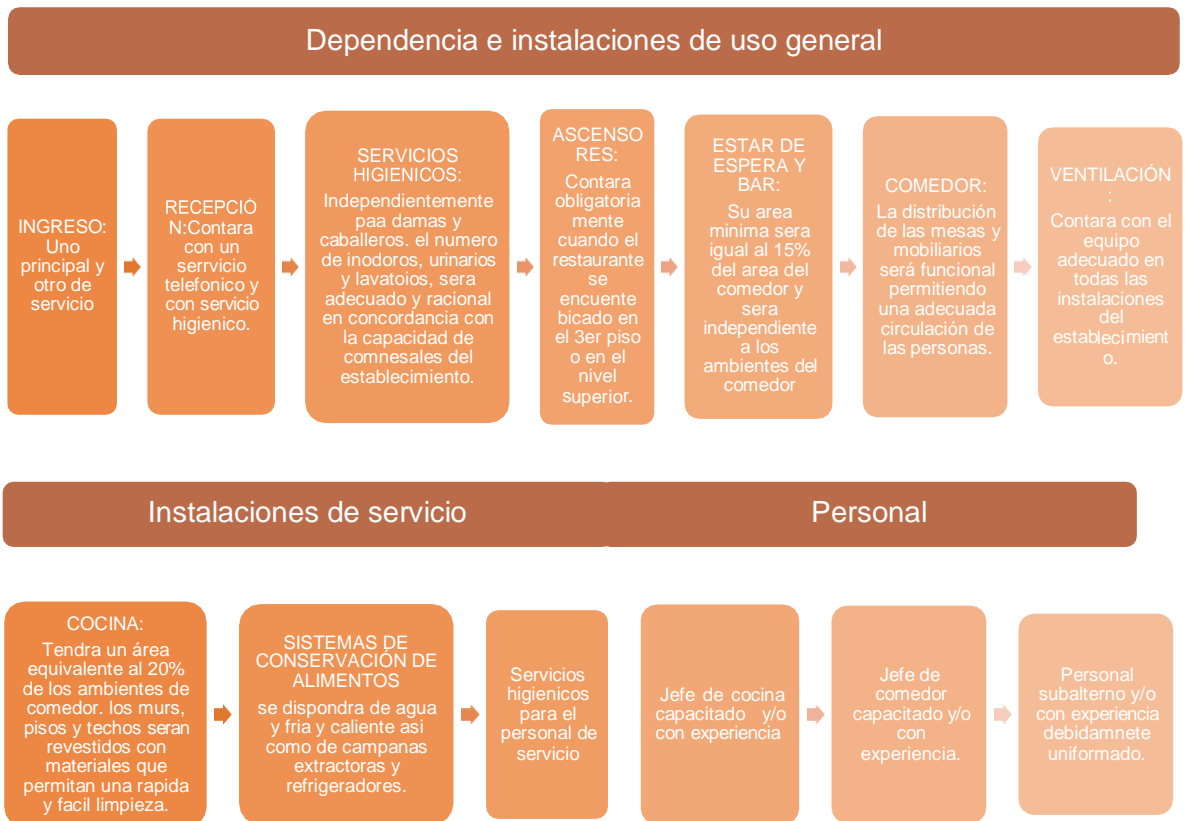 Dependencia e instalaciones de uso general
INGRESO:
Uno
principal y
otro de
servicio
RECEPCIÓ
N:Contara
con un
serrvicio
telefonico y
con servicio
higienico.
SERVICIOS
HIGIENICOS:
Independientemente
paa damas y
caballeros. el numero
de inodoros, urinarios
y lavatoios, sera
adecuado y racional
en concordancia con
la capacidad de
comnesales del
establecimiento.
ASCENSO
RES:
Contara
obligatoria
mente
cuando el
restaurante
se
encuente
bicado en
el 3er piso
o en el
nivel
superior.
ESTAR DE
ESPERA Y
BAR:
Su area
minima sera
igual al 15%
del area del
comedor y
sera
independiente
a los
ambientes del
comedor
COMEDOR:
La distribución
de las mesas y
mobiliarios
será funcional
permitiendo
una adecuada
circulación de
las personas.
VENTILACIÓN
:
Contara con el
equipo
adecuado en
todas las
instalaciones
del
establecimient
o.
Instalaciones de servicio
COCINA:
Tendra un área
equivalente al 20%
de los ambientes de
comedor. los murs,
pisos y techos seran
revestidos con
materiales que
permitan una rapida
y facil limpieza.
SISTEMAS DE
CONSERVACIÓN DE
ALIMENTOS
se dispondra de agua
y fria y caliente asi
como de campanas
extractoras y
refrigeradores.
Servicios
higienicos
para el
personal de
servicio
Personal
Jefe de cocina
capacitado y/o
con experiencia
Jefe de
comedor
capacitado y/o
con
experiencia.
Personal
subalterno y/o
con experiencia
debidamnete
uniformado.